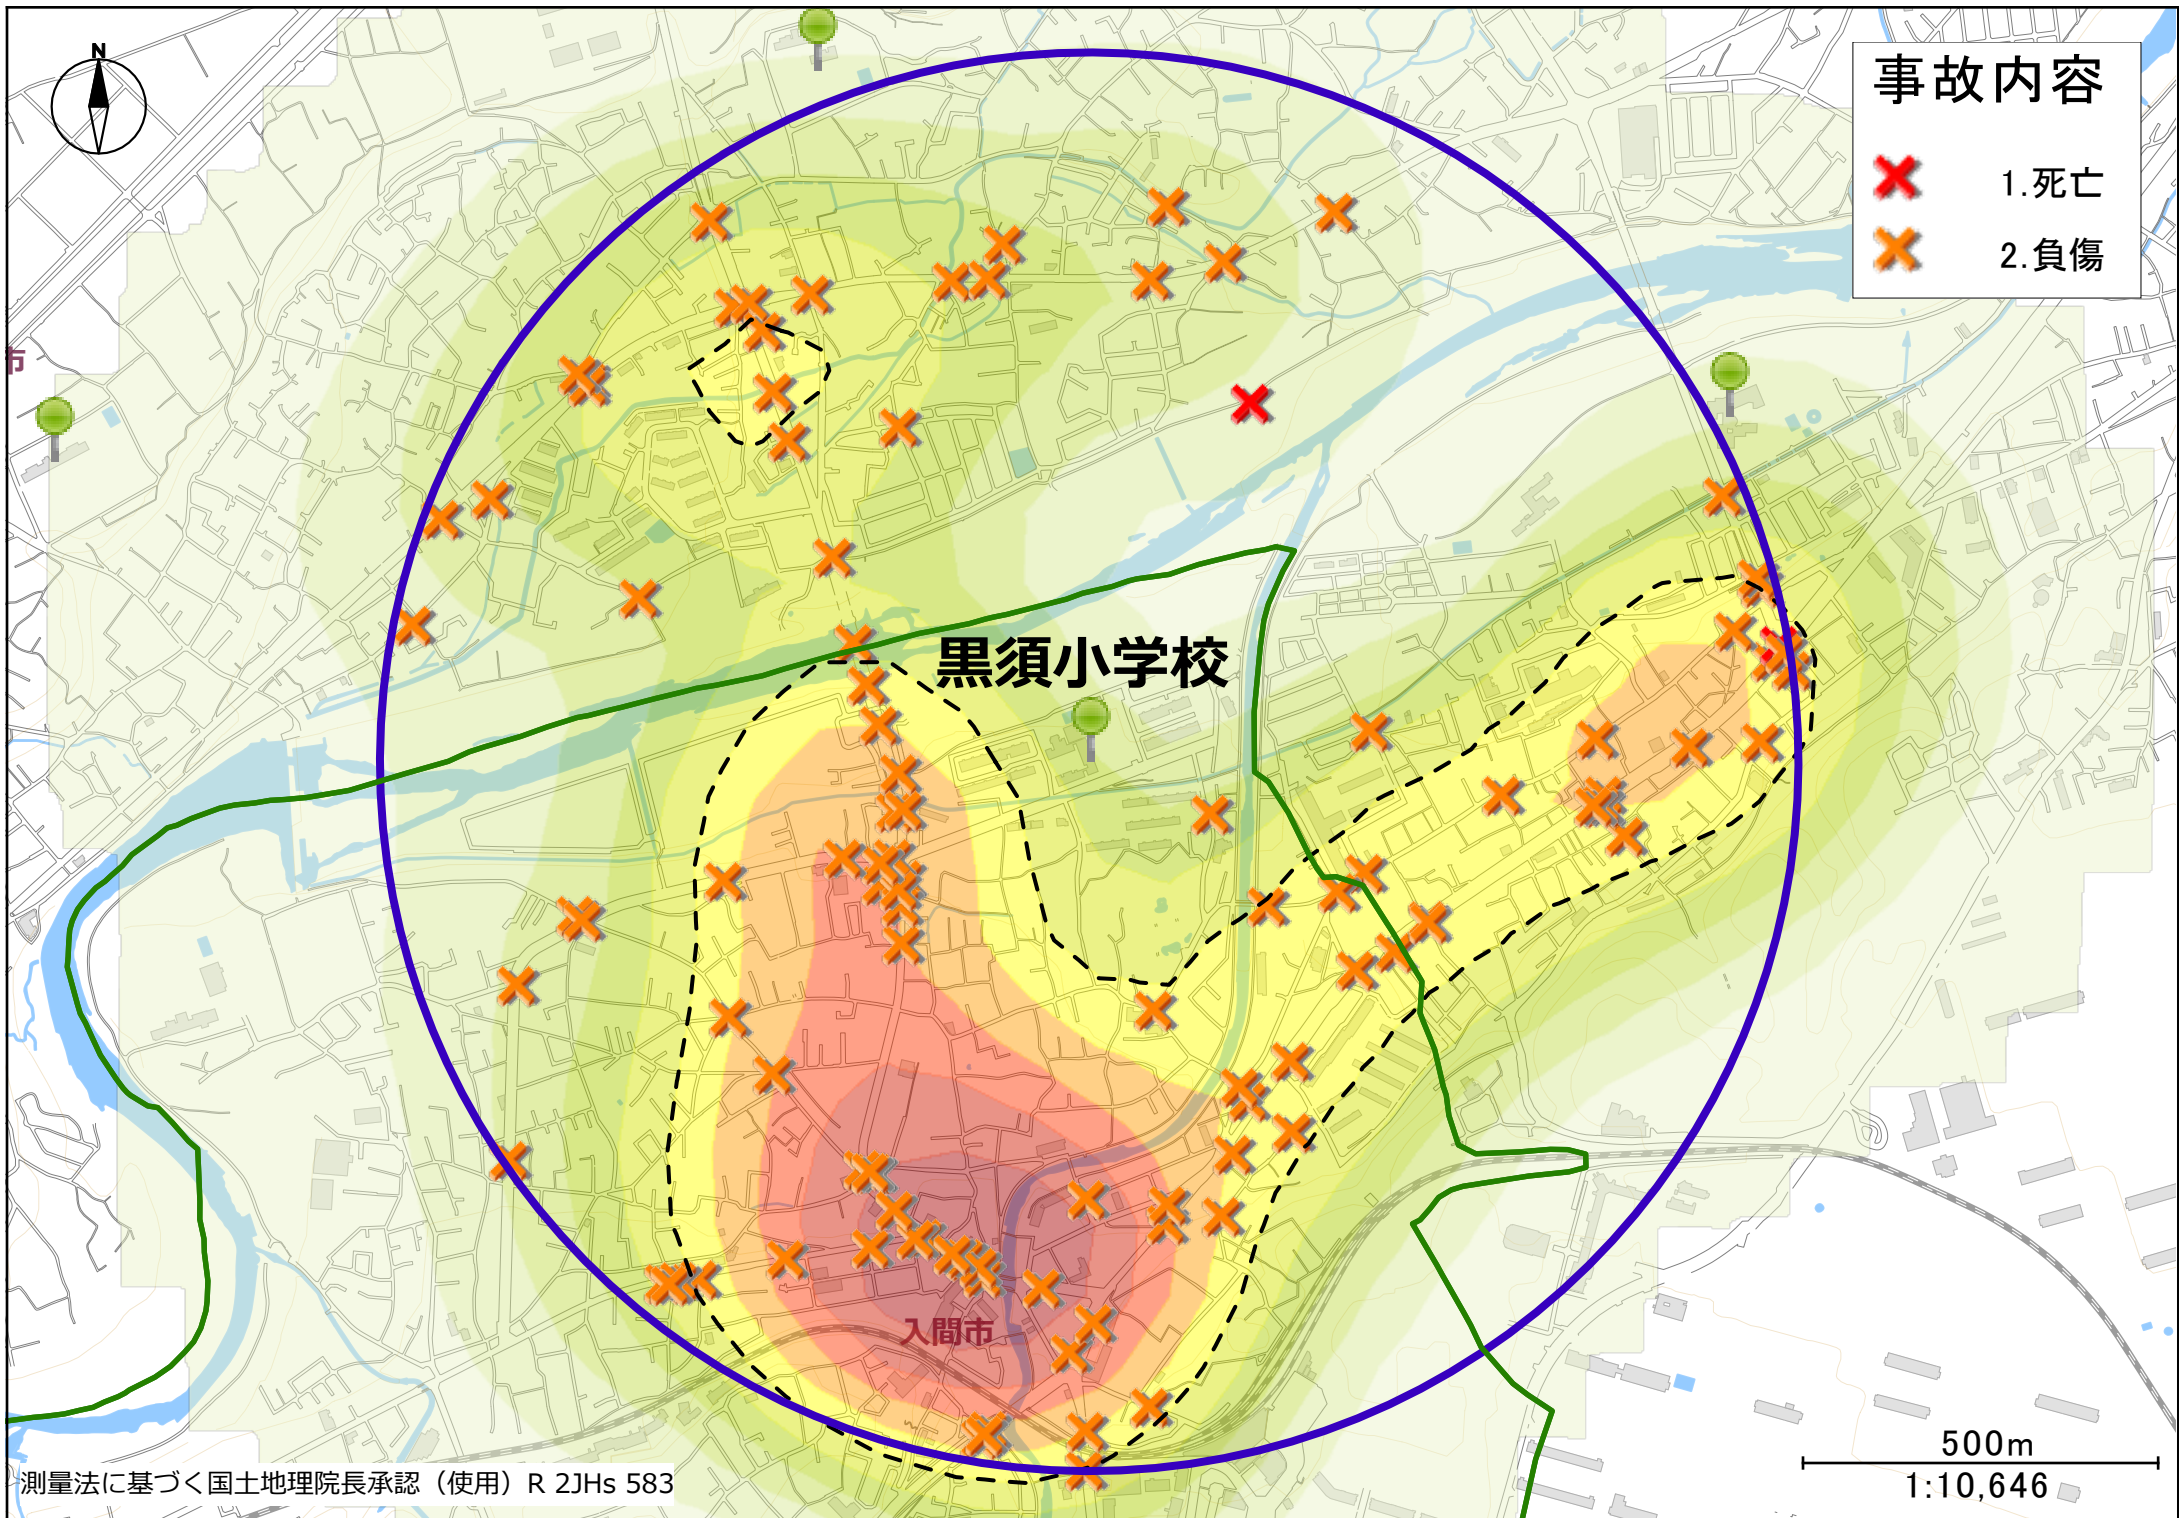 N
事故内容
1.死亡
2.負傷
市
黒須小学校
入間市
500m
1:10,646
測量法に基づく国土地理院長承認（使用）R 2JHs 583